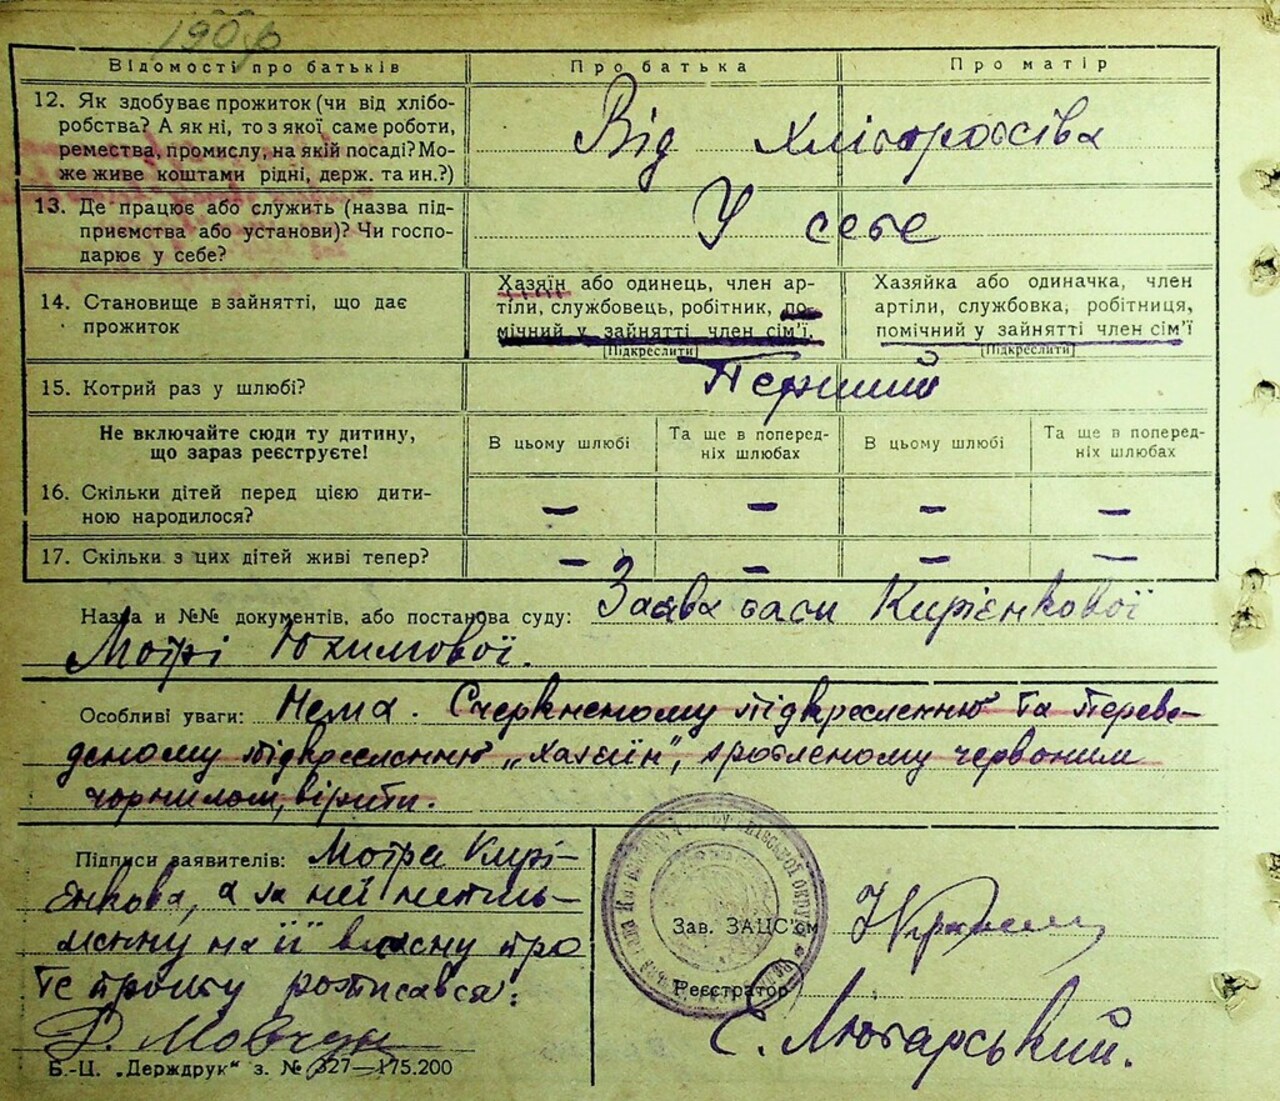 Відомості про батьків
Про батька
Про матір
12. Як здобуває прожиток (чи від хлібо-
робства? А як ні, то з якої саме роботи,
ремества, промислу, на якій посаді? Мо-
же живе коштами рідні, держ. та ин.?)
Від хліборобсіва
13. Де працює або служить (назва під-
приємства або установи)? Чи госпо-
дарює у себе?
У себе
14. Становище в зайнятті, що дає
прожиток
Хазяїн або одинець, член ар-
тіли, службовець, робітник, по-
мічний у зайнятті член сім'ї.
[Підкреслити]
Хазяйка або одиначка, член
артіли, службовка, робітниця,
помічний у зайнятті член сім'ї
[Підкреслити]
15. Котрий раз у шлюбі?
Перший
Не включайте сюди ту дитину,
що зараз реєструєте!
В цьому шлюбі
Та ще в поперед-
ніх шлюбах
В цьому шлюбі
Та ще в поперед-
ніх шлюбах
16. Скільки дітей перед цією дити-
ною народилося?
– – – –
17. Скільки з цих дітей живі тепер?
– – – –
Назва и №№ документів, або постанова суду: Заява баси Кирієнкової
Мотрі Юхимової.
Особливі уваги: Нема. Счеркненому підкресленню та переве-
деному підкресленню „хазяїн", зробленому червоним
чорнилом, вірити.
Підписи заявителів: Мотря Кирі-
єнкова, а за неї неписьменну на її власну про
те прозьбу розписався:
Мовчун
Зав. ЗАЦС'ом
Реєстратор
Є. Лютарський.
Б.-Ц. „Держдрук" з. № 327—175.200